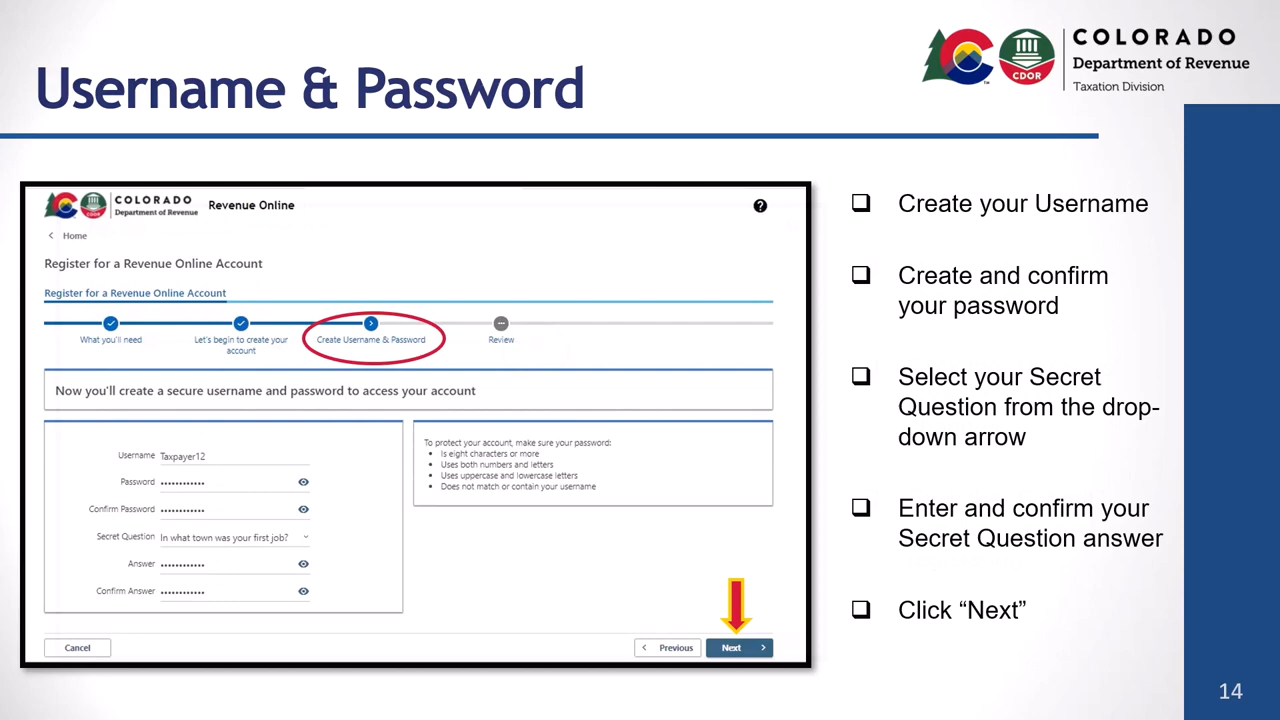 Username & Password
COLORADO
Department of Revenue
Taxation Division
CDOR
COLORADO
Department of Revenue
CDOR
Revenue Online
?
Home
Register for a Revenue Online Account
Register for a Revenue Online Account
What you'll need
Let's begin to create your
account
Create Username & Password
Review
Now you'll create a secure username and password to access your account
Username Taxpayer12
Password ••••••••••••
Confirm Password ••••••••••••
Secret Question In what town was your first job?
Answer ••••••••••••
Confirm Answer ••••••••••••
To protect your account, make sure your password:
• Is eight characters or more
• Uses both numbers and letters
• Uses uppercase and lowercase letters
• Does not match or contain your username
Cancel
Previous
Next
❑ Create your Username
❑ Create and confirm
your password
❑ Select your Secret
Question from the drop-
down arrow
❑ Enter and confirm your
Secret Question answer
❑ Click “Next”
14